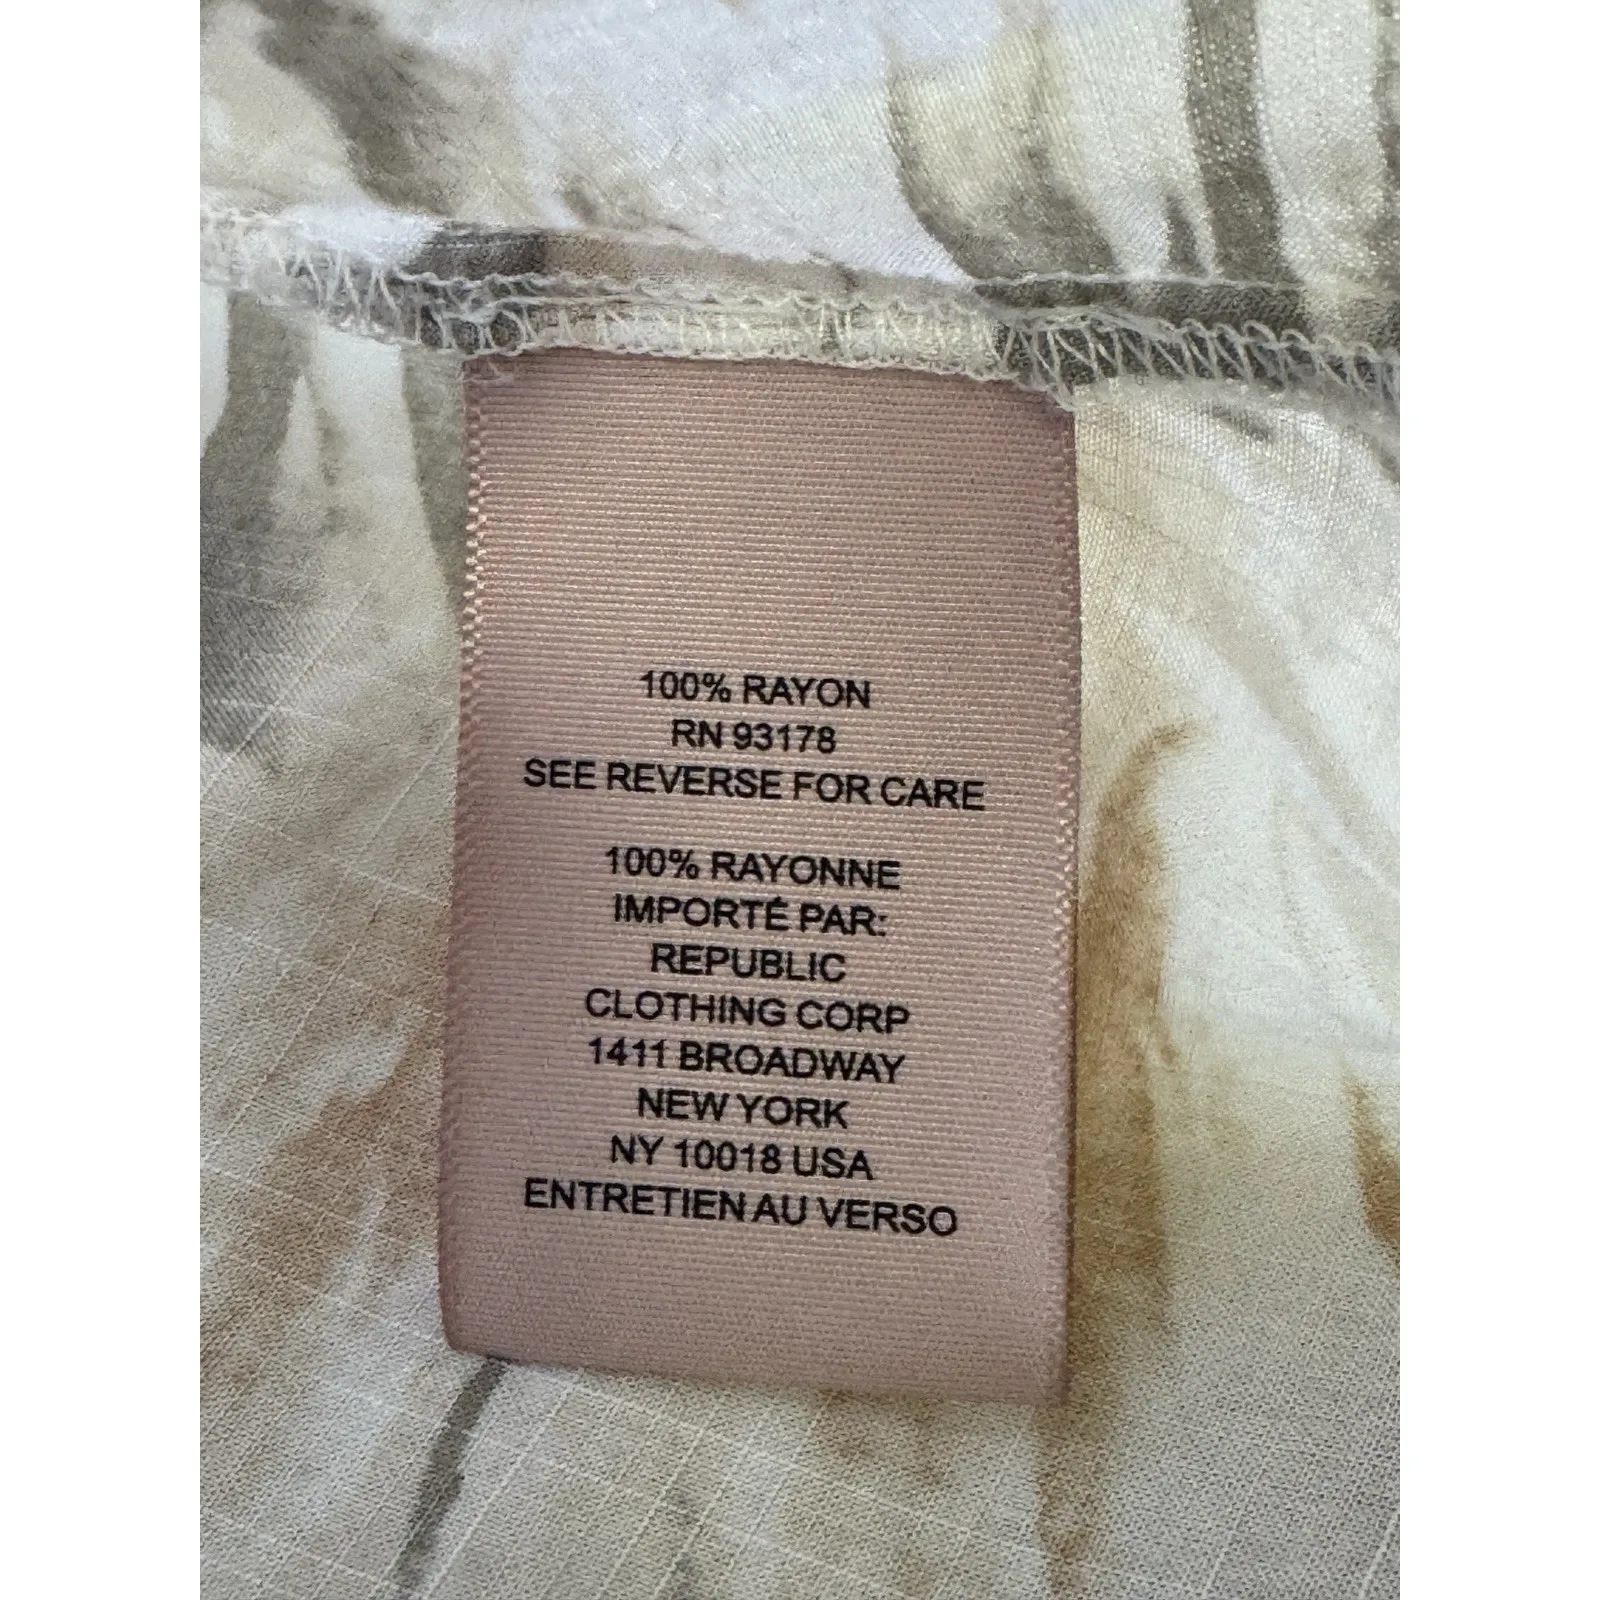 100% RAYON
RN 93178
SEE REVERSE FOR CARE
100% RAYONNE
IMPORTÉ PAR:
REPUBLIC
CLOTHING CORP
1411 BROADWAY
NEW YORK
NY 10018 USA
ENTRETIEN AU VERSO